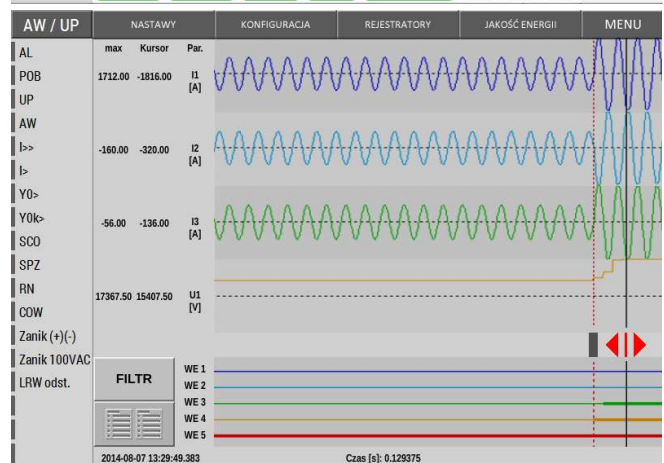 AW / UP NASTAWY KONFIGURACJA REJESTRATORY JAKOŚĆ ENERGII MENU
AL
POB
UP
AW
I>>
I>
Y0>
Y0k>
SCO
SPZ
RN
COW
Zanik (+)(-)
Zanik 100VAC
LRW odst.
max Kursor Par.
1712.00 -1816.00 I1
[A]
-160.00 -320.00 I2
[A]
-56.00 -136.00 I3
[A]
17367.50 15407.50 U1
[V]
FILTR
WE 1
WE 2
WE 3
WE 4
WE 5
2014-08-07 13:29:49.383 Czas [s]: 0.129375